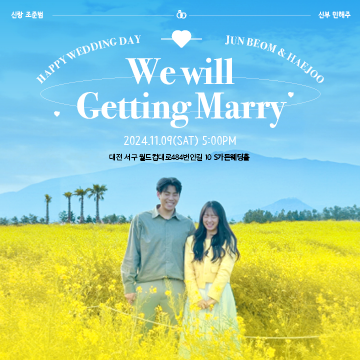 신랑 조준범
신부 민해주
HAPPY WEDDING DAY
JUN BEOM & HAEJOO
We will
Getting Marry
2024.11.09(SAT) 5:00PM
대전 서구 월드컵대로484번안길 10 S가든웨딩홀